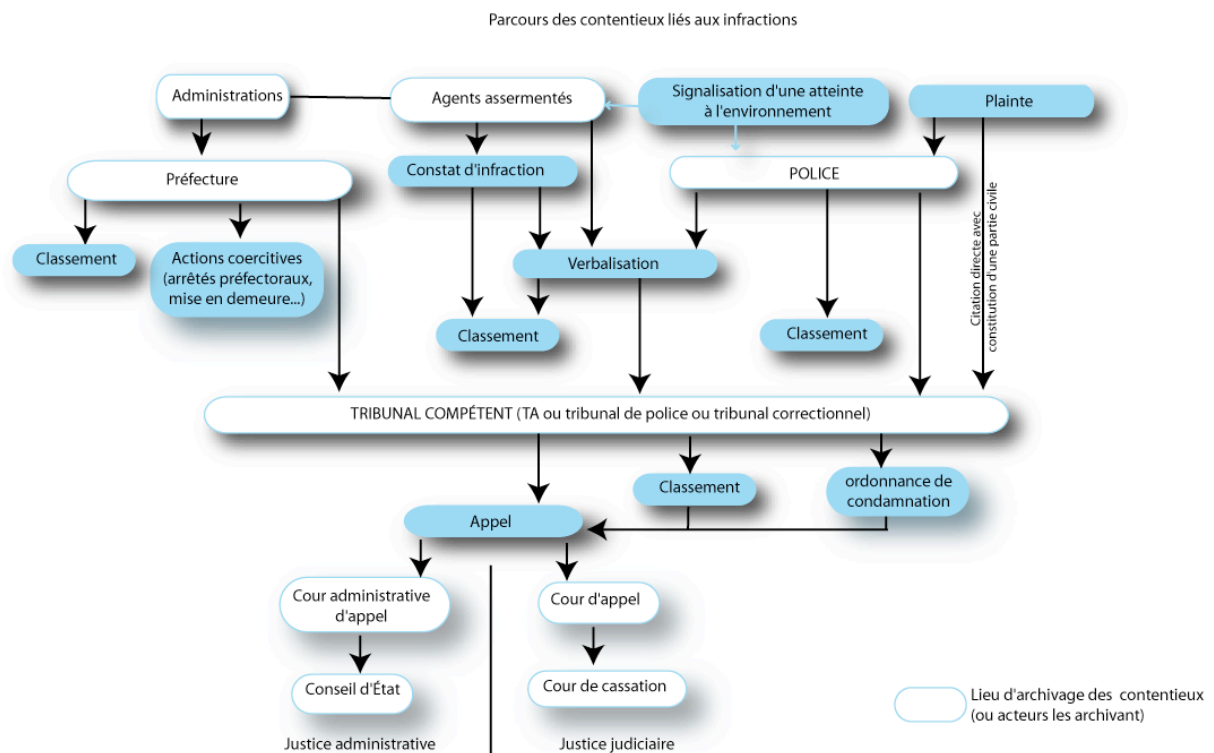 Parcours des contentieux liés aux infractions
Administrations
Agents assermentés
Signalisation d'une atteinte
à l'environnement
Plainte
Préfecture
Constat d'infraction
POLICE
Classement
Actions coercitives
(arrêtés préfectoraux,
mise en demeure...)
Verbalisation
Citation directe avec
constitution d'une partie civile
Classement
Classement
TRIBUNAL COMPÉTENT (TA ou tribunal de police ou tribunal correctionnel)
Classement
ordonnance de
condamnation
Appel
Cour administrative
d'appel
Cour d'appel
Conseil d'État
Cour de cassation
Lieu d'archivage des contentieux
(ou acteurs les archivant)
Justice administrative
Justice judiciaire